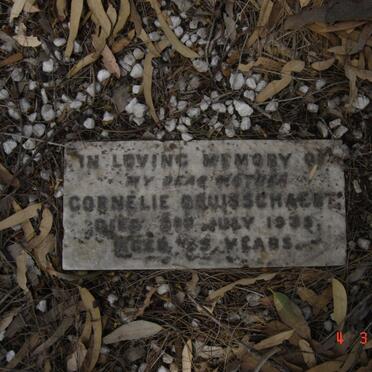 IN LOVING MEMORY OF
MY DEAR MOTHER
CORNELIE
DIED JULY
AGED YEARS
4 3